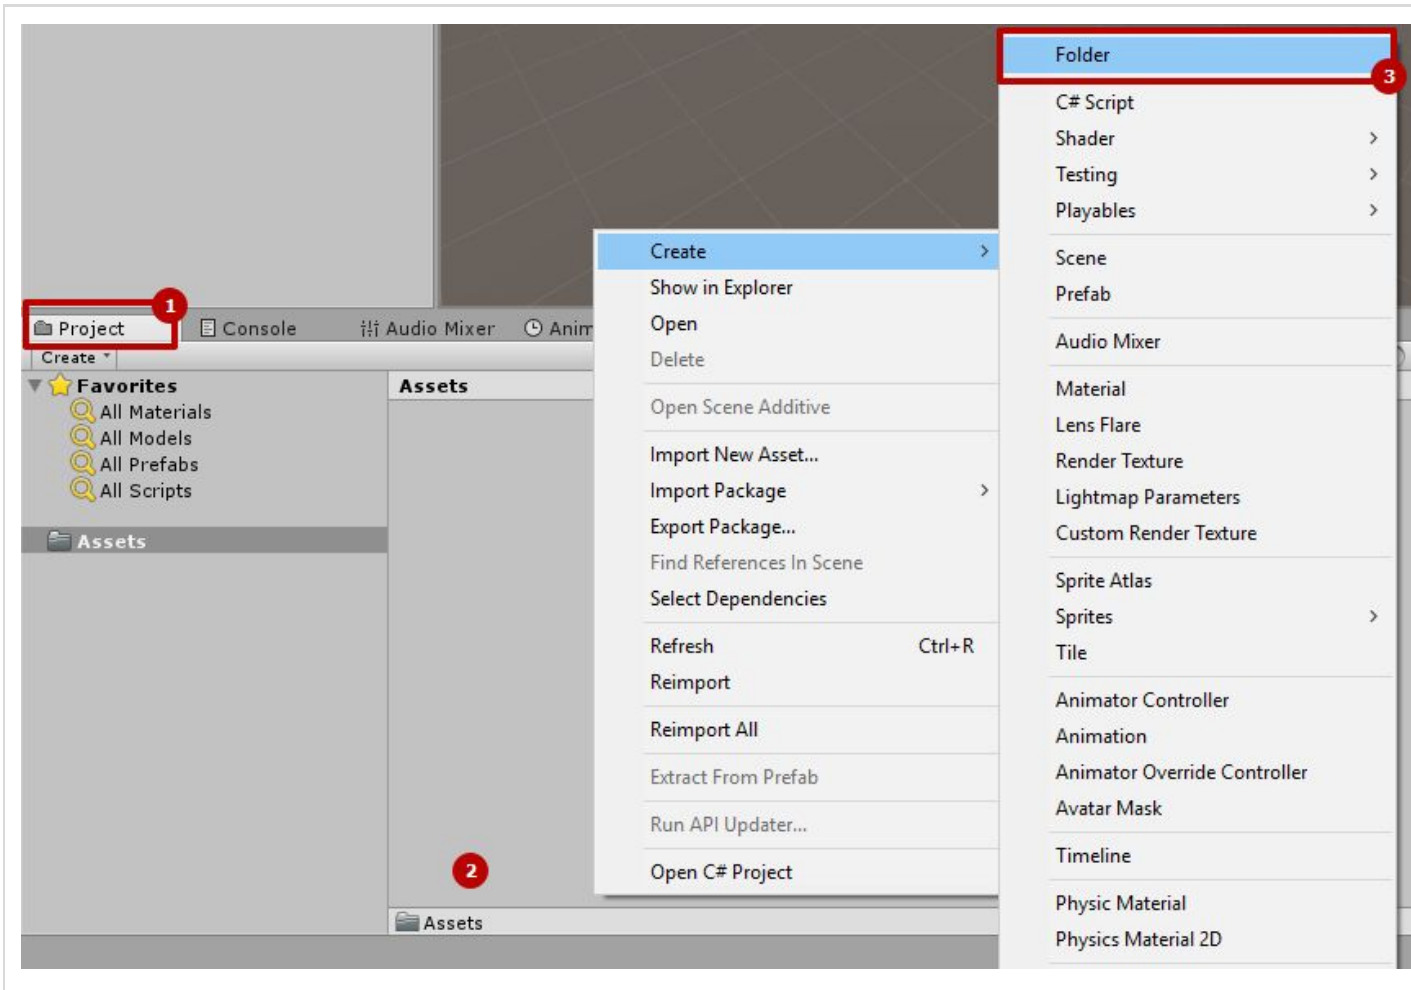 1
Project
Console
Audio Mixer
Anim
Create
Favorites
All Materials
All Models
All Prefabs
All Scripts
Assets
Assets
2
Assets
Create
Show in Explorer
Open
Delete
Open Scene Additive
Import New Asset...
Import Package
Export Package...
Find References In Scene
Select Dependencies
Refresh Ctrl+R
Reimport
Reimport All
Extract From Prefab
Run API Updater...
Open C# Project
Folder
3
C# Script
Shader
Testing
Playables
Scene
Prefab
Audio Mixer
Material
Lens Flare
Render Texture
Lightmap Parameters
Custom Render Texture
Sprite Atlas
Sprites
Tile
Animator Controller
Animation
Animator Override Controller
Avatar Mask
Timeline
Physic Material
Physics Material 2D